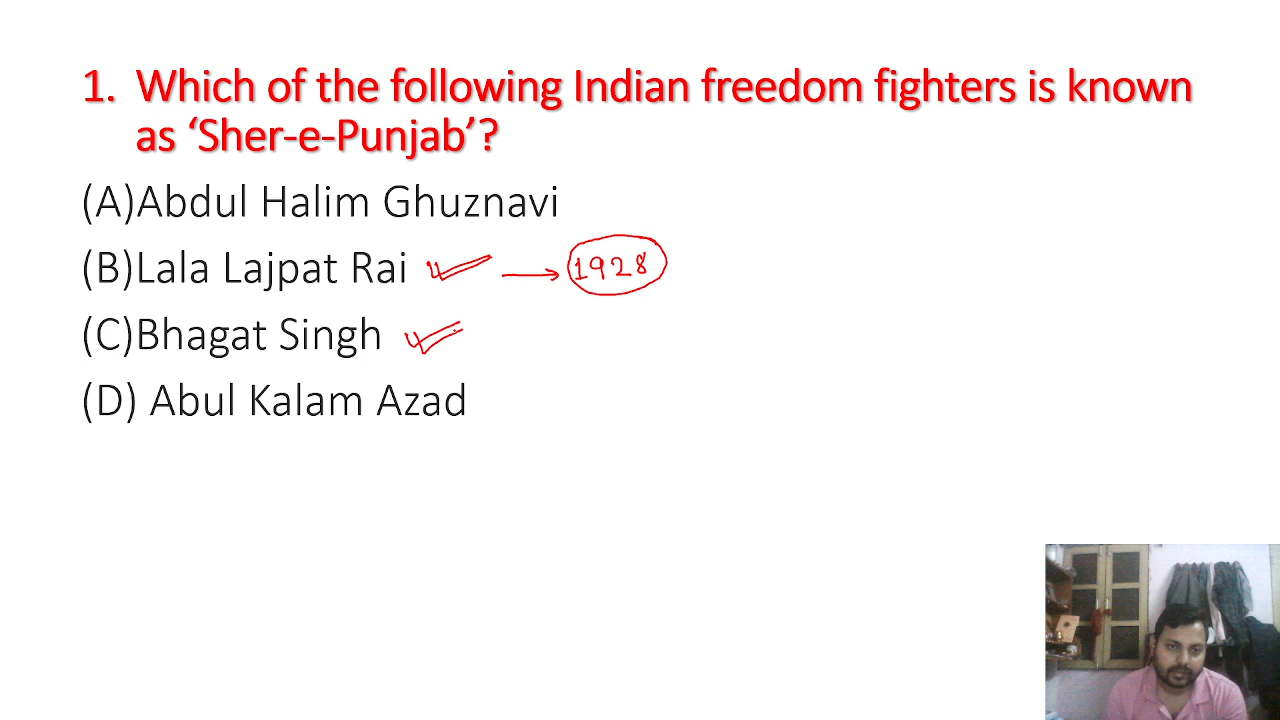 1. Which of the following Indian freedom fighters is known
as ‘Sher-e-Punjab’?
(A)Abdul Halim Ghuznavi
(B)Lala Lajpat Rai 1928
(C)Bhagat Singh
(D) Abul Kalam Azad